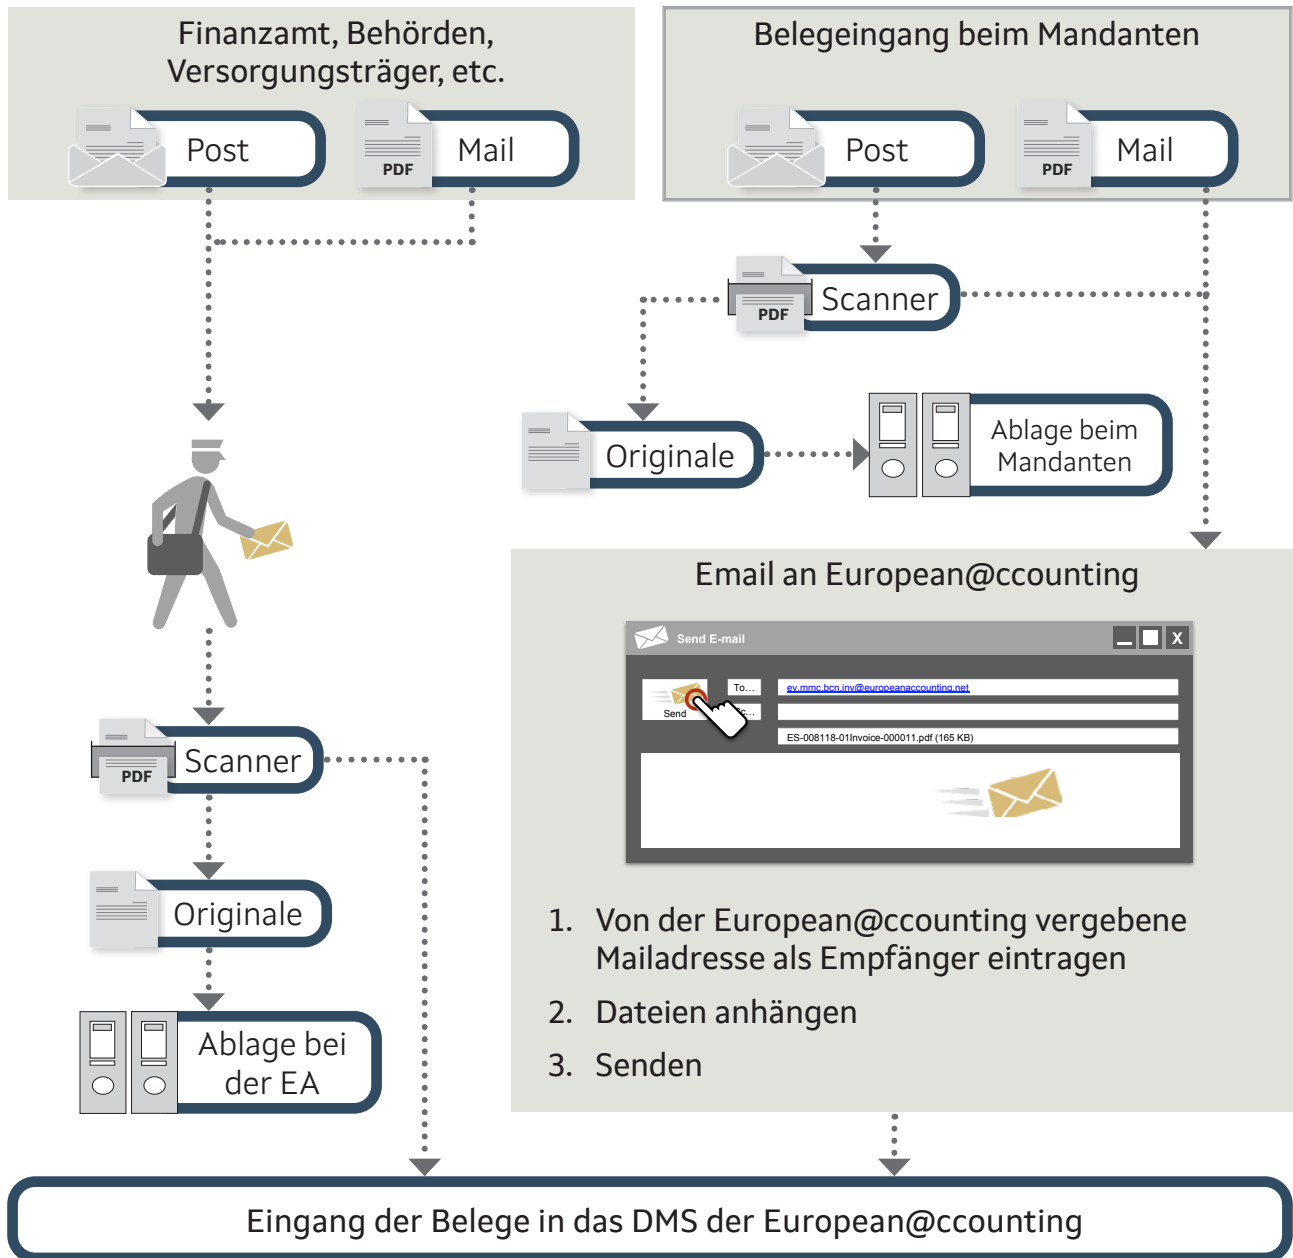 Finanzamt, Behörden,
Versorgungsträger, etc.
Post
PDF
Mail
Belegeingang beim Mandanten
Post
PDF
Mail
PDF
Scanner
Originale
Ablage beim
Mandanten
Email an European@ccounting
Send E-mail
X
To...
ev.mmc.bcn.inv@europeanaccounting.net
Send
ES-008118-01Invoice-000011.pdf (165 KB)
1. Von der European@ccounting vergebene
Mailadresse als Empfänger eintragen
2. Dateien anhängen
3. Senden
PDF
Scanner
Originale
Ablage bei
der EA
Eingang der Belege in das DMS der European@ccounting